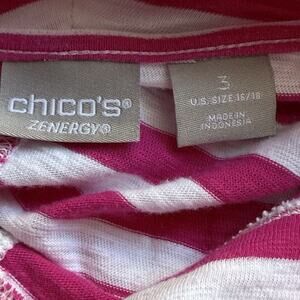 chico's®
ZENERGY®
3
U.S. SIZE 16/18
MADE IN
INDONESIA